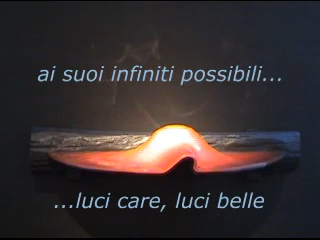 ai suoi infiniti possibili...
...luci care, luci belle